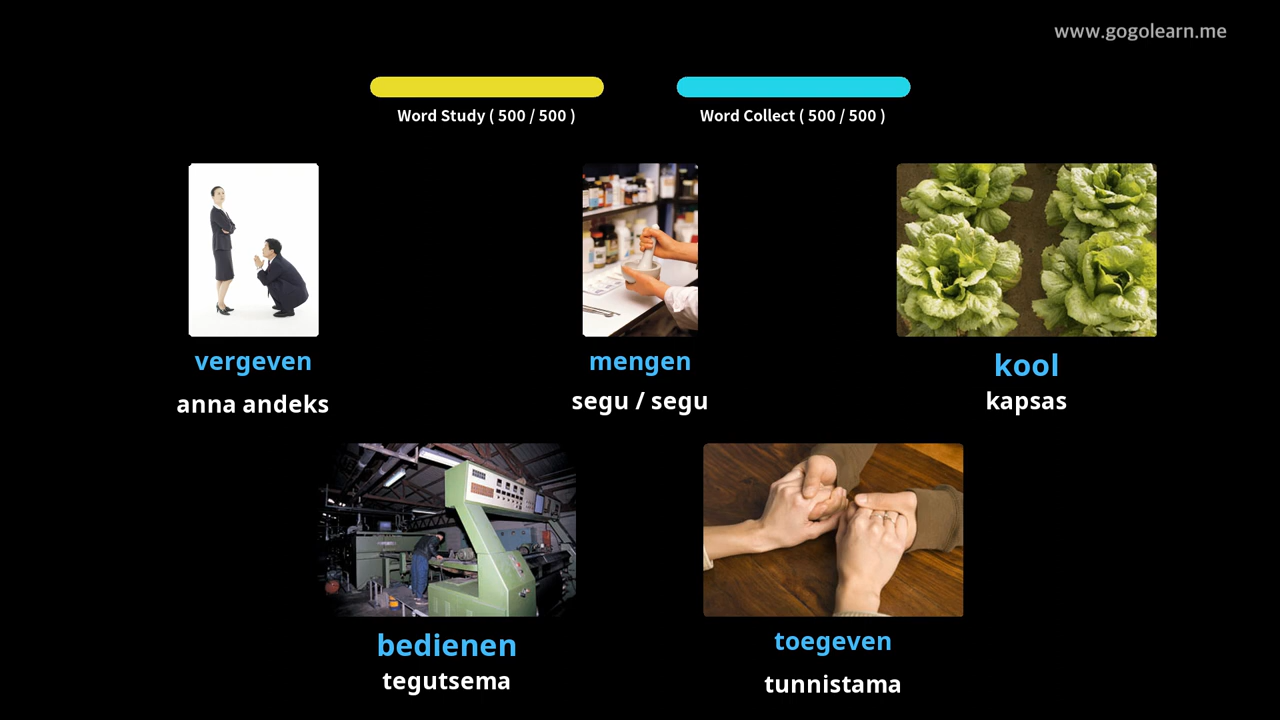 www.gogolearn.me
Word Study ( 500 / 500 )
Word Collect ( 500 / 500 )
vergeven
anna andeks
mengen
segu / segu
kool
kapsas
bedienen
tegutsema
toegeven
tunnistama